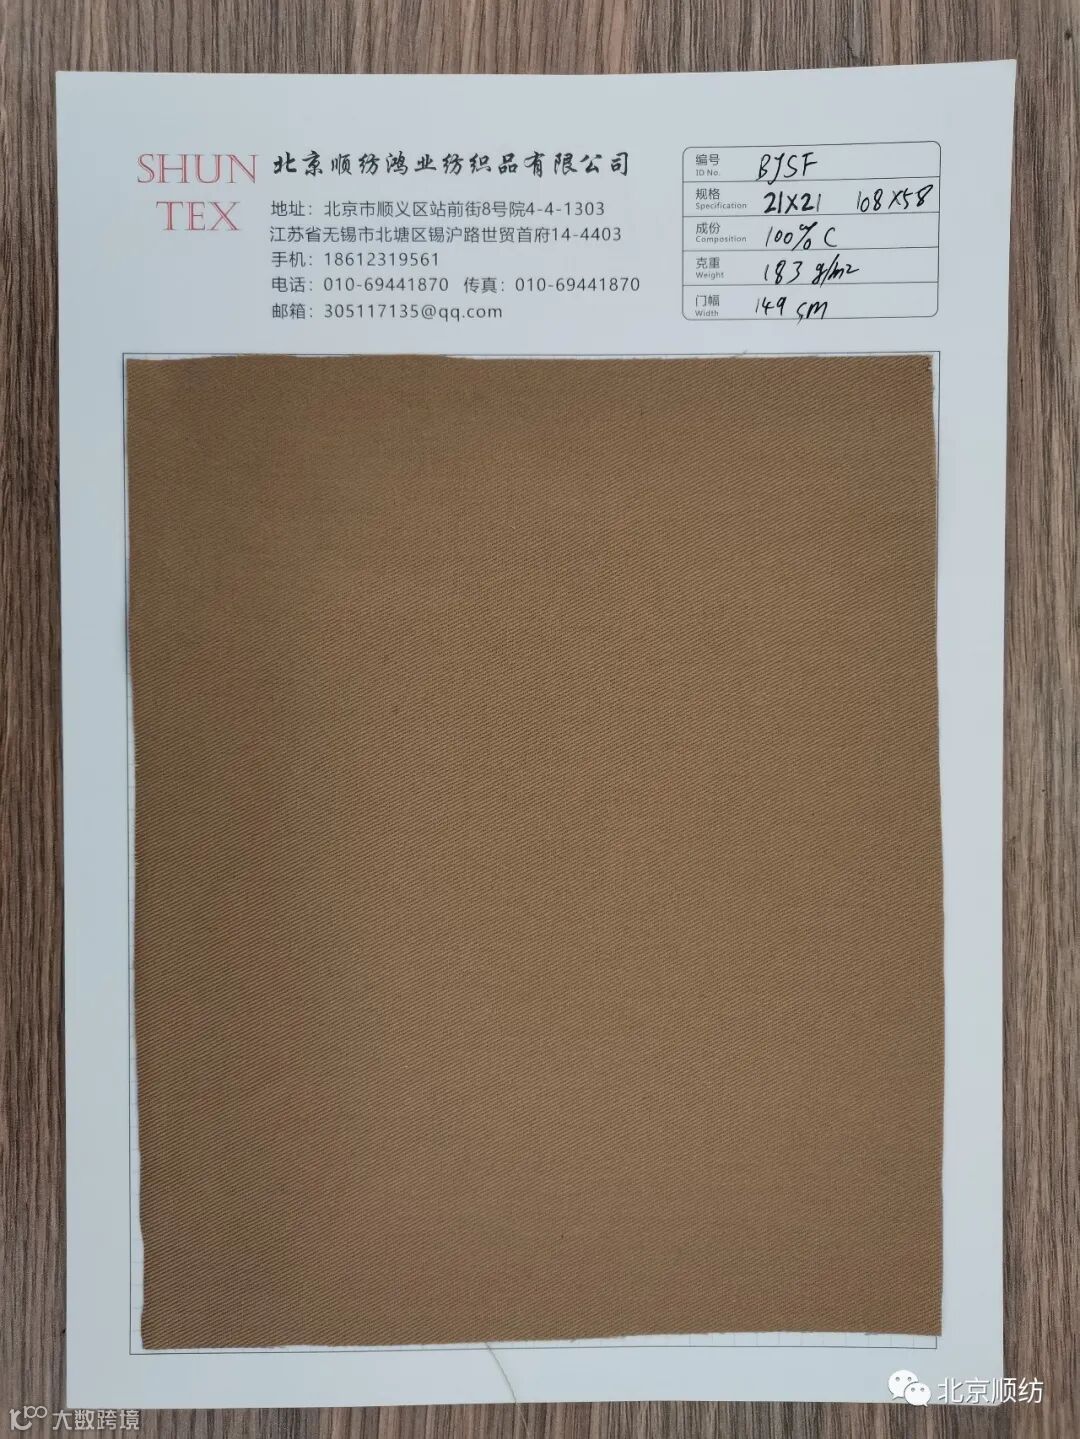 SHUN
TEX
北京顺纺鸿业纺织品有限公司
地址：北京市顺义区站前街8号院4-4-1303
江苏省无锡市北塘区锡沪路世贸首府14-4403
手机：18612319561
电话：010-69441870 传真：010-69441870
邮箱：305117135@qq.com
编号 BJSF
ID No.
规格 21X21 108X58
Specification
成份 100% C
Composition
克重 183 g/m2
Weight
门幅 149 cm
Width
北京顺纺
大数跨境